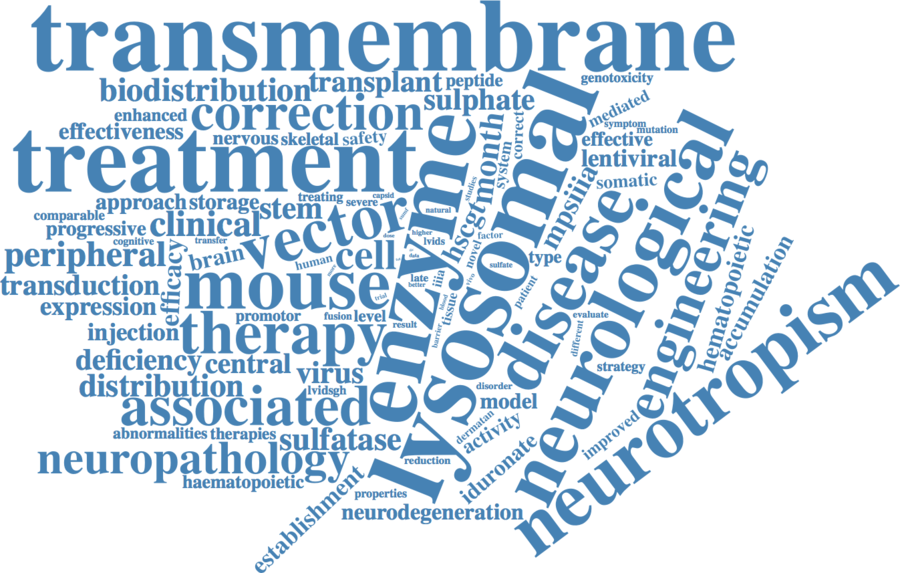 transmembrane
biodistribution
transplant
peptide
genotoxicity
enhanced
correction
sulphate
mediated
effectiveness
nervous
skeletal
safety
symptom
mutation
treatment
enzyme
lysosomal
month
system
correct
effective
lentiviral
somatic
approach
storage
treating
severe
capsid
studies
comparable
progressive
clinical
stem
vector
natural
hscgt
mpsiiia
disease
neurological
engineering
cognitive
transfer
higher
factor
peripheral
efficacy
brain
human
cell
lvids
data
novel
sulfate
type
transduction
mouse
late
better
iiia
vivo
patient
expression
trial
blood
tissue
promotor
fusion
level
evaluate
hematopoietic
accumulation
injection
therapy
result
barrier
different
deficiency
central
virus
strategy
distribution
lvidsgh
disorder
model
associated
dermatan
activity
neurotropism
abnormalities
therapies
sulfatase
improved
neuropathology
reduction
iduronate
haematopoietic
establishment
properties
neurodegeneration